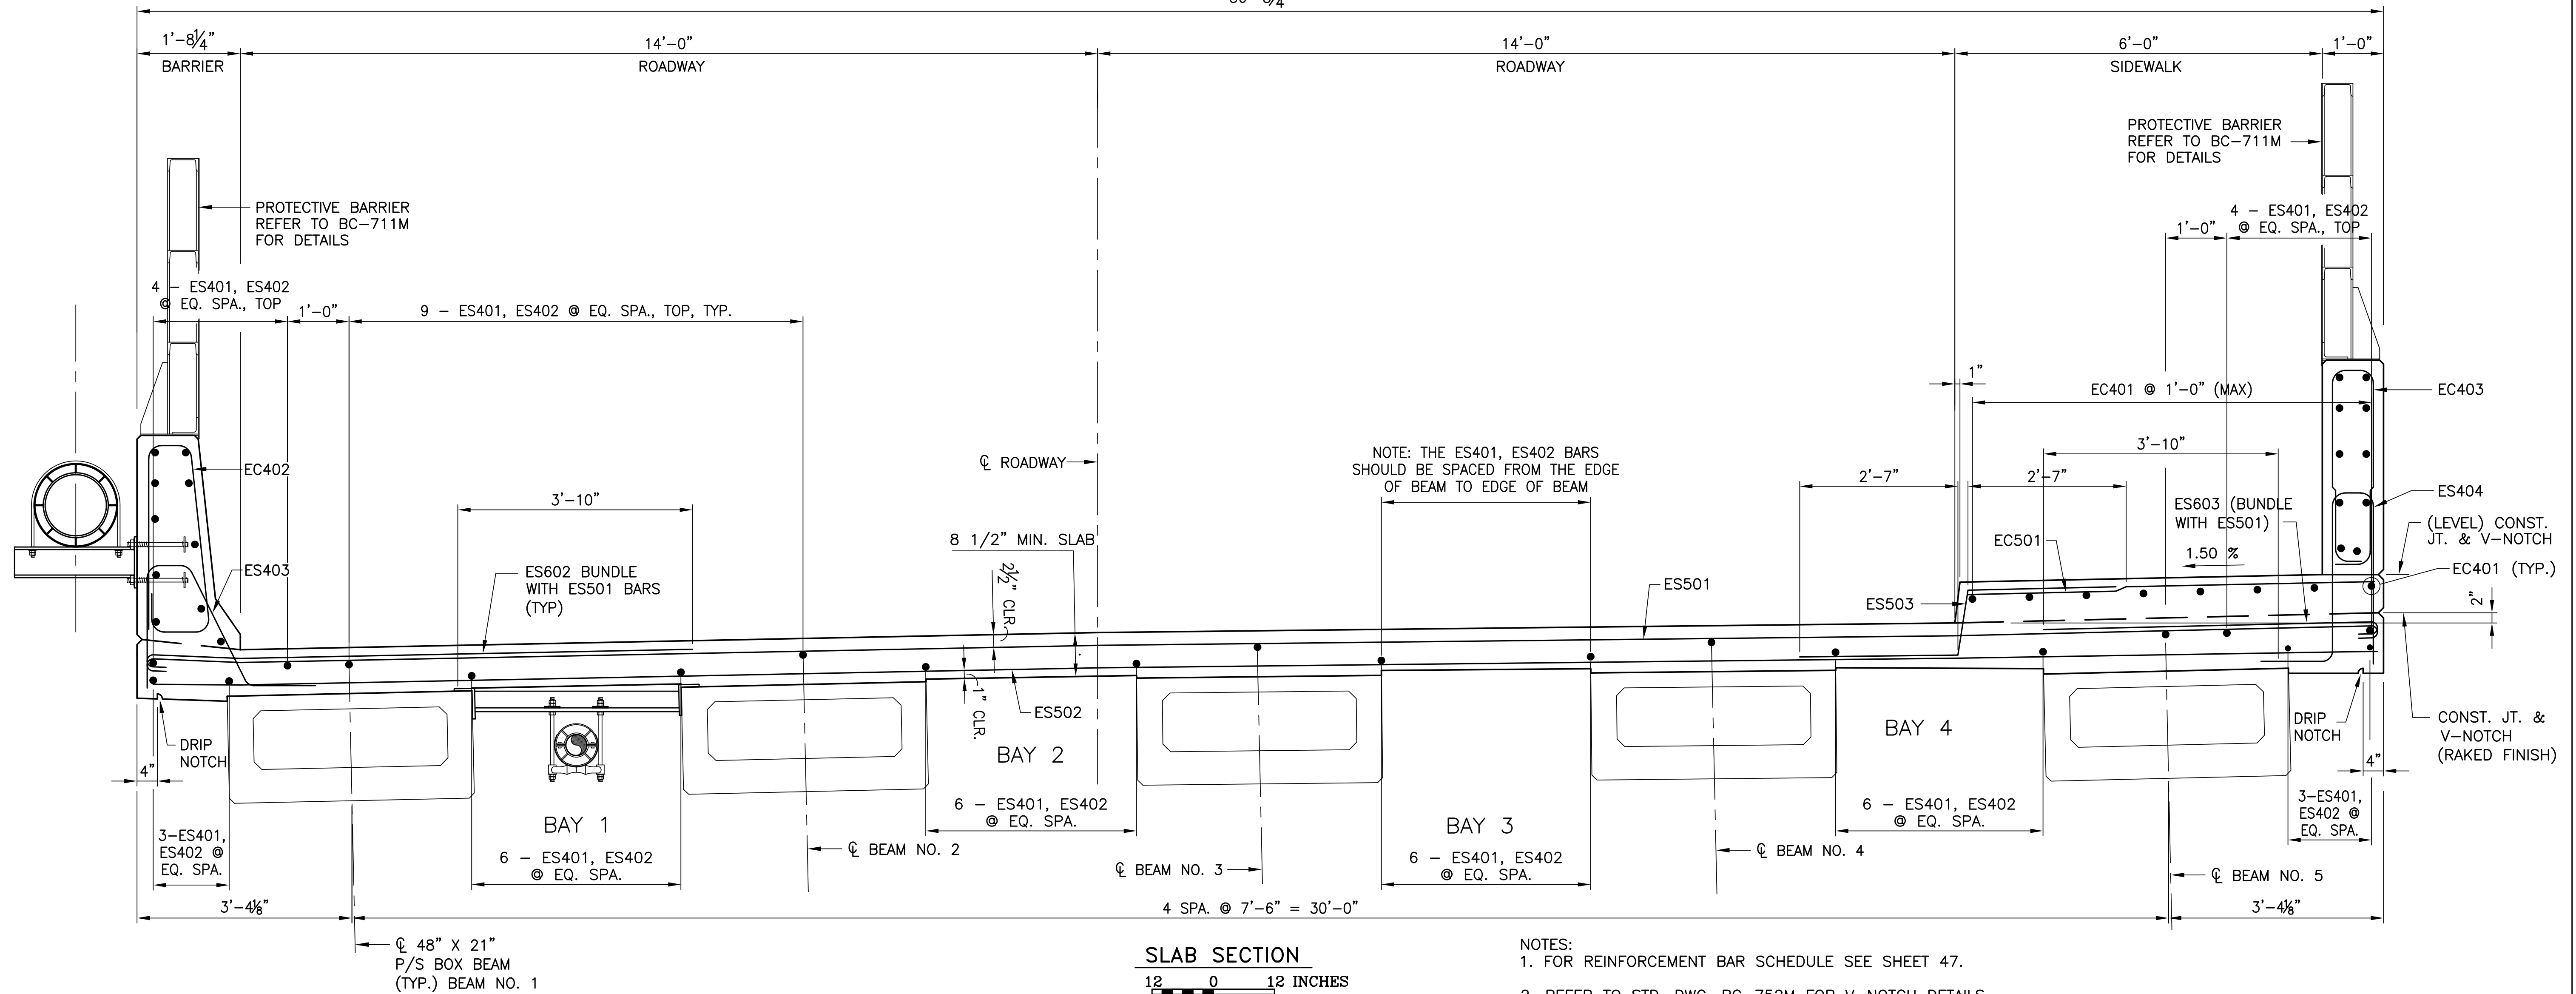 1'-8¼"
14'-0"
14'-0"
6'-0"
1'-0"
BARRIER
ROADWAY
ROADWAY
SIDEWALK
PROTECTIVE BARRIER
REFER TO BC-711M
FOR DETAILS
PROTECTIVE BARRIER
REFER TO BC-711M
FOR DETAILS
4 - ES401, ES402
@ EQ. SPA., TOP
1'-0"
9 - ES401, ES402 @ EQ. SPA., TOP, TYP.
4 - ES401, ES402
@ EQ. SPA., TOP
1'-0"
1"
EC401 @ 1'-0" (MAX)
EC403
3'-10"
2'-7"
2'-7"
ES404
ES603 (BUNDLE
WITH ES501)
(LEVEL) CONST.
JT. & V-NOTCH
EC501
1.50 %
EC401 (TYP.)
2"
ES503
EC402
℄ ROADWAY
NOTE: THE ES401, ES402 BARS
SHOULD BE SPACED FROM THE EDGE
OF BEAM TO EDGE OF BEAM
3'-10"
8 1/2" MIN. SLAB
2½" CLR.
ES403
ES602 BUNDLE
WITH ES501 BARS
(TYP)
ES501
ES502
1" CLR.
DRIP
NOTCH
4"
BAY 2
BAY 4
DRIP
NOTCH
4"
CONST. JT. &
V-NOTCH
(RAKED FINISH)
3-ES401,
ES402 @
EQ. SPA.
BAY 1
6 - ES401, ES402
@ EQ. SPA.
6 - ES401, ES402
@ EQ. SPA.
℄ BEAM NO. 2
℄ BEAM NO. 3
BAY 3
6 - ES401, ES402
@ EQ. SPA.
6 - ES401, ES402
@ EQ. SPA.
℄ BEAM NO. 4
3-ES401,
ES402 @
EQ. SPA.
℄ BEAM NO. 5
3'-4⅛"
4 SPA. @ 7'-6" = 30'-0"
3'-4⅛"
℄ 48" X 21"
P/S BOX BEAM
(TYP.) BEAM NO. 1
SLAB SECTION
12 0 12 INCHES
NOTES:
1. FOR REINFORCEMENT BAR SCHEDULE SEE SHEET 47.
2. REFER TO STD. DWG. BC-752M FOR V-NOTCH DETAILS